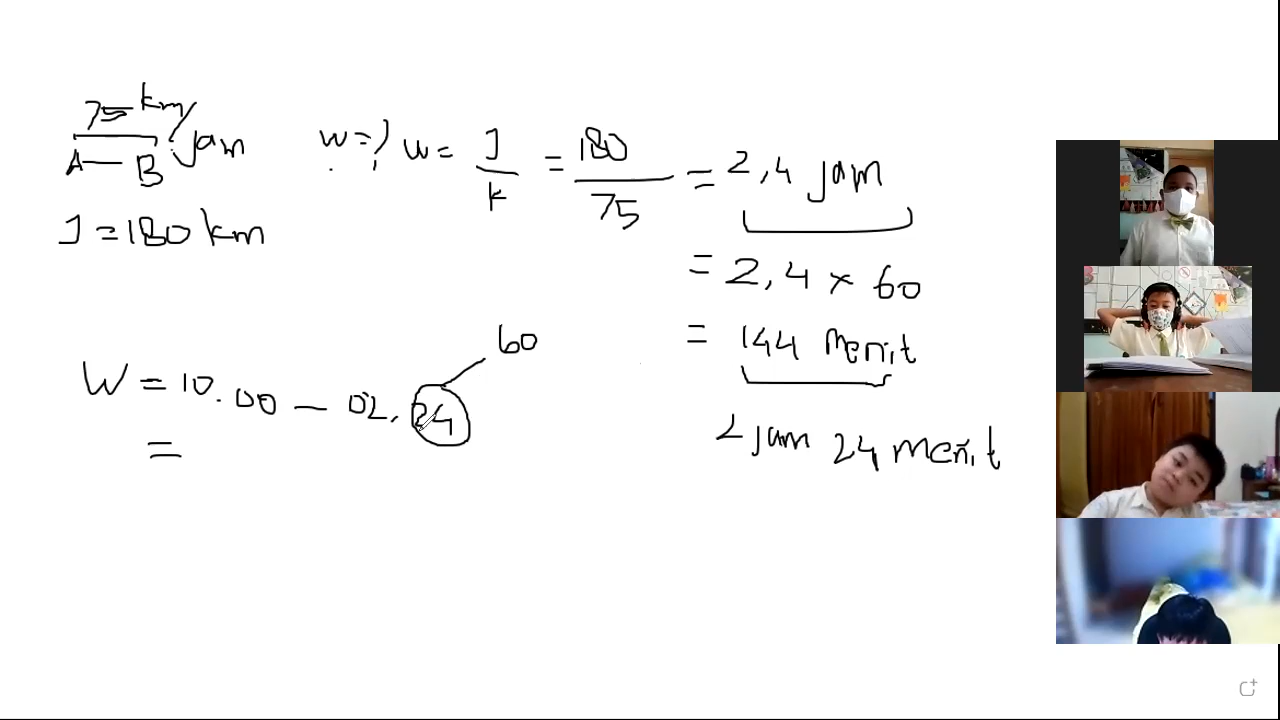 75 km/jam
A — B
J = 180 km
w = ? w = J/k = 180/75 = 2,4 jam
= 2,4 x 60
= 144 menit
2 jam 24 menit
60
W = 10.00 — 02.24
=